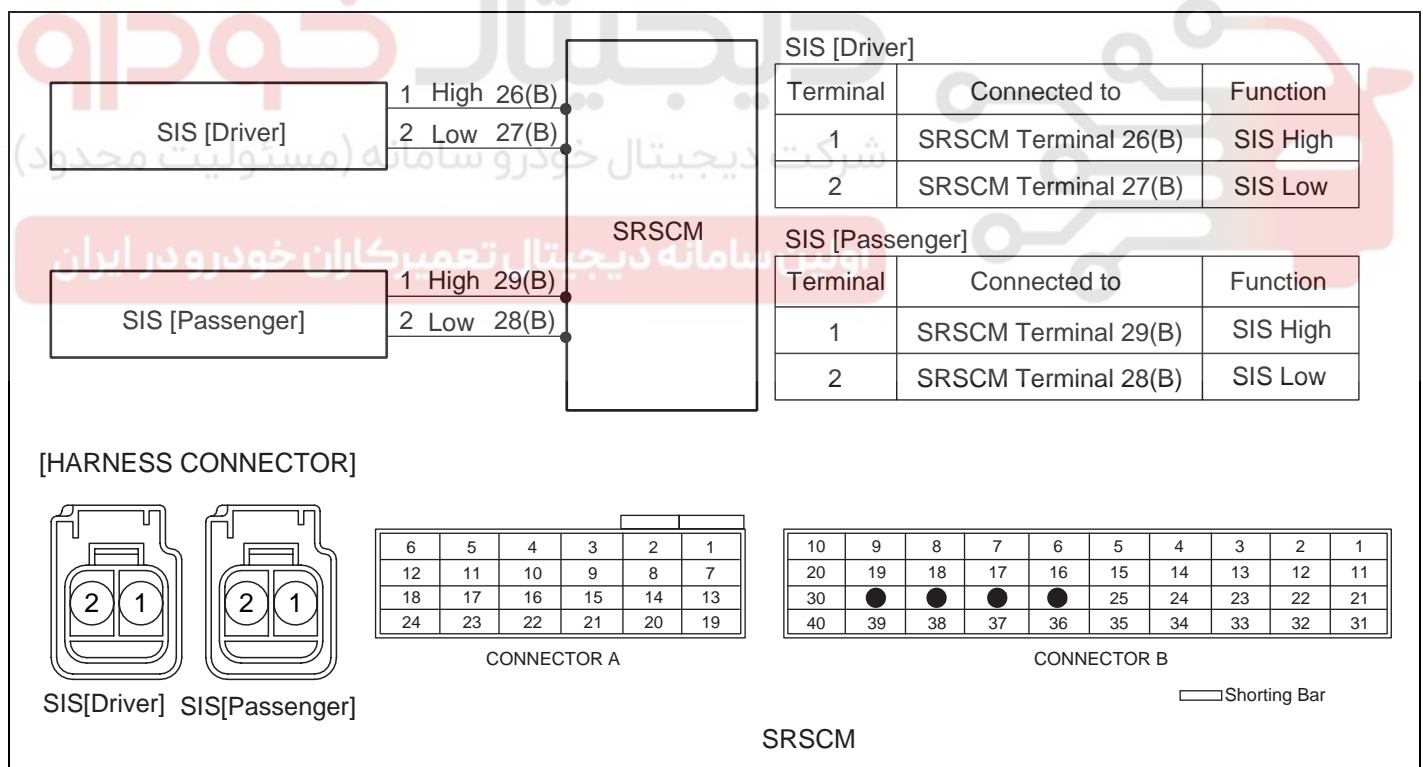 دیجیتال خودرو
شرکت دیجیتال خودرو سامانه (مسئولیت محدود)
اولین سامانه دیجیتال تعمیرکاران خودرو در ایران
SIS [Driver]
1 High 26(B)
2 Low 27(B)
SIS [Passenger]
1 High 29(B)
2 Low 28(B)
SRSCM
SIS [Driver]
Terminal Connected to Function
1 SRSCM Terminal 26(B) SIS High
2 SRSCM Terminal 27(B) SIS Low
SIS [Passenger]
Terminal Connected to Function
1 SRSCM Terminal 29(B) SIS High
2 SRSCM Terminal 28(B) SIS Low
[HARNESS CONNECTOR]
2 1
SIS[Driver]
2 1
SIS[Passenger]
6 5 4 3 2 1
12 11 10 9 8 7
18 17 16 15 14 13
24 23 22 21 20 19
CONNECTOR A
10 9 8 7 6 5 4 3 2 1
20 19 18 17 16 15 14 13 12 11
30 25 24 23 22 21
40 39 38 37 36 35 34 33 32 31
CONNECTOR B
Shorting Bar
SRSCM